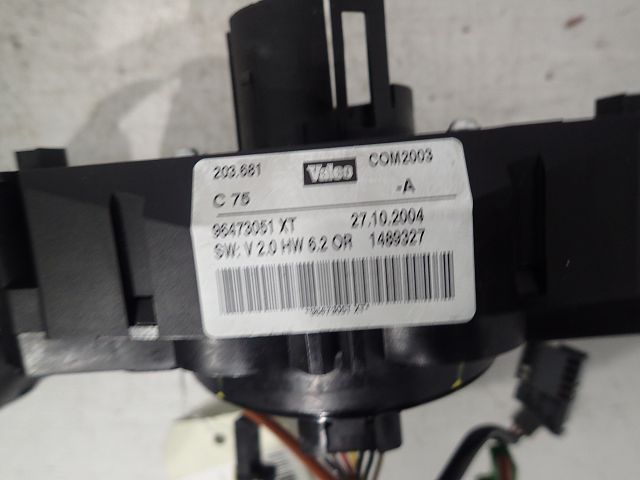 203.681 Valeo COM2003
C 75 -A
96473051 XT 27.10.2004
SW: V 2.0 HW 6.2 OR 1489327